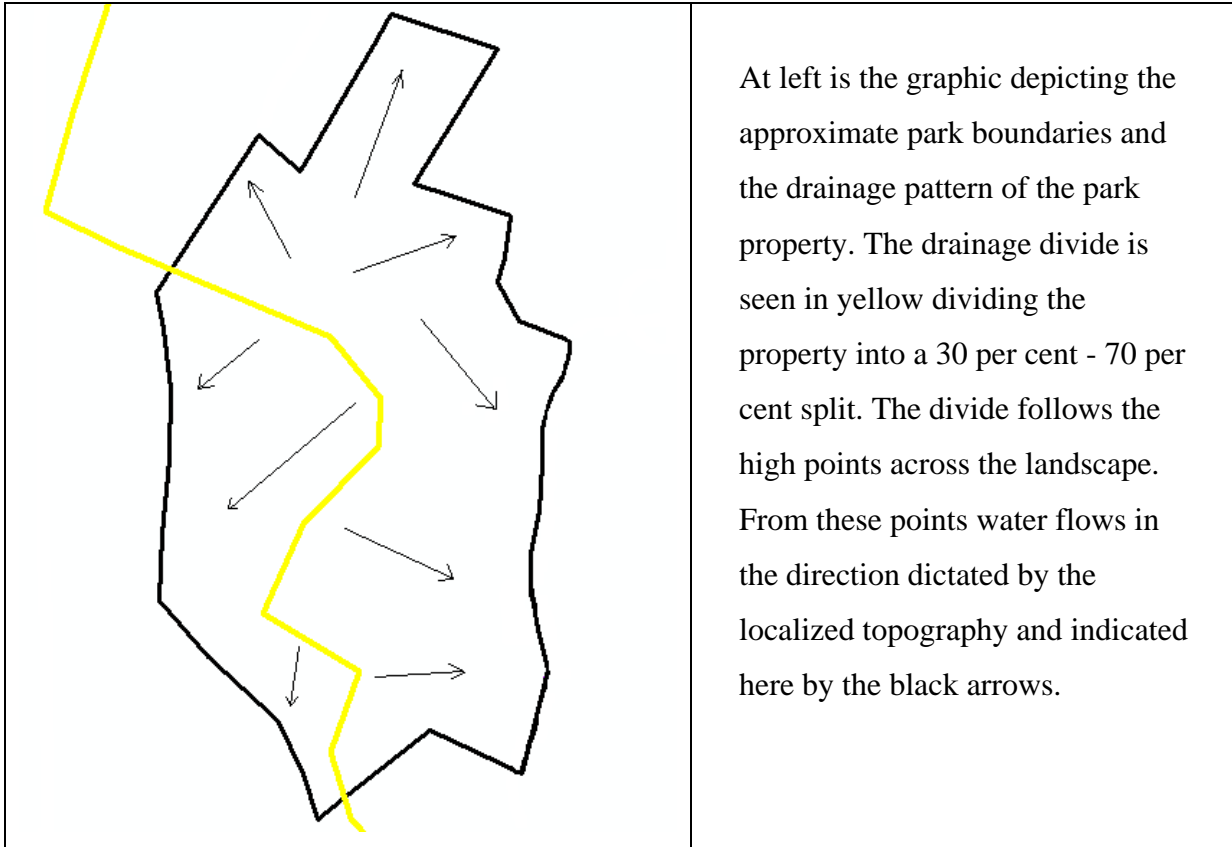 At left is the graphic depicting the
approximate park boundaries and
the drainage pattern of the park
property. The drainage divide is
seen in yellow dividing the
property into a 30 per cent - 70 per
cent split. The divide follows the
high points across the landscape.
From these points water flows in
the direction dictated by the
localized topography and indicated
here by the black arrows.